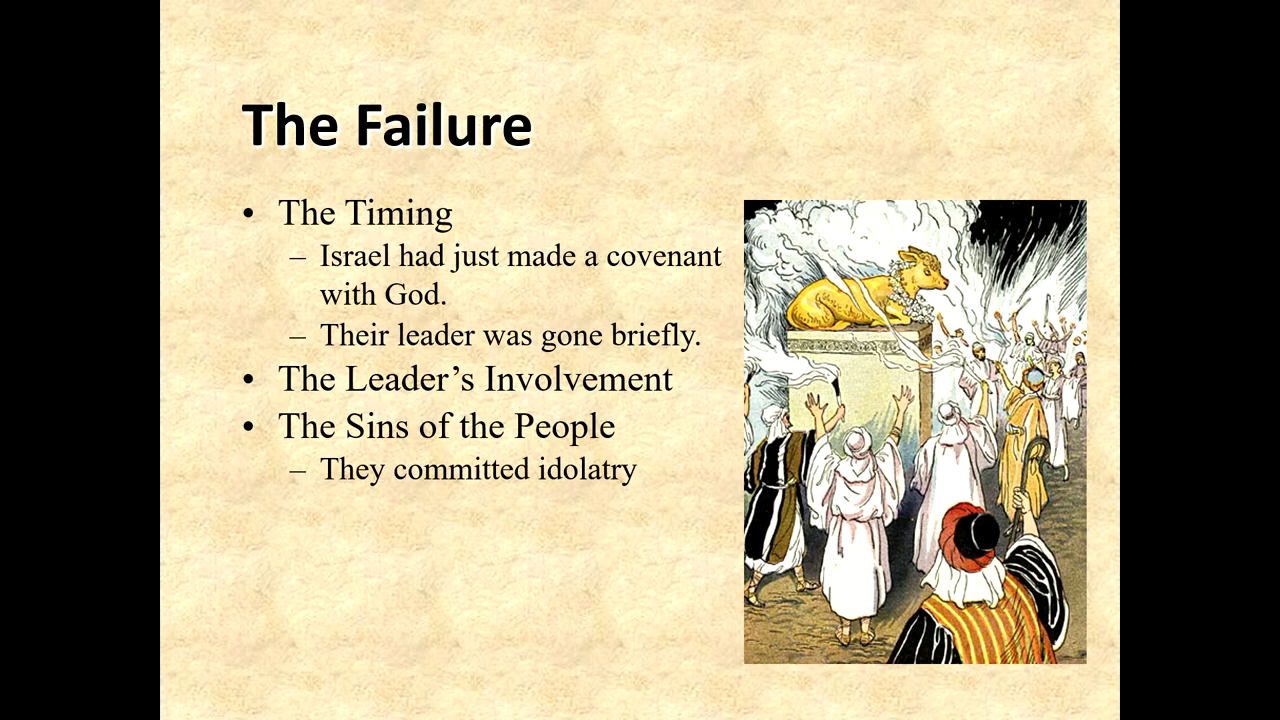 The Failure
• The Timing
– Israel had just made a covenant
with God.
– Their leader was gone briefly.
• The Leader’s Involvement
• The Sins of the People
– They committed idolatry